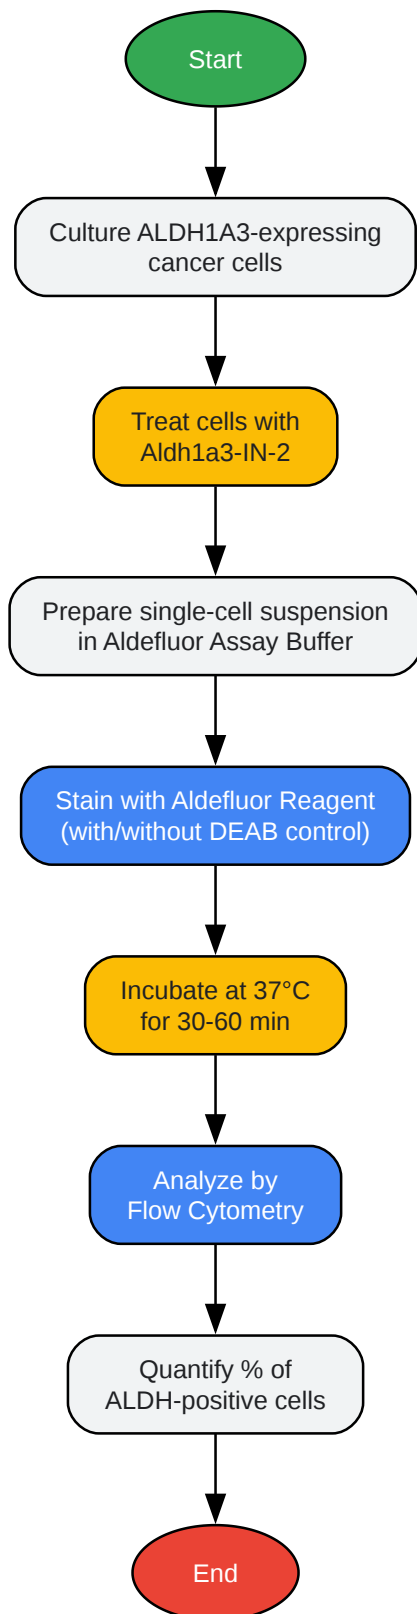 Start
Culture ALDH1A3-expressing
cancer cells
Treat cells with
Aldh1a3-IN-2
Prepare single-cell suspension
in Aldefluor Assay Buffer
Stain with Aldefluor Reagent
(with/without DEAB control)
Incubate at 37°C
for 30-60 min
Analyze by
Flow Cytometry
Quantify % of
ALDH-positive cells
End